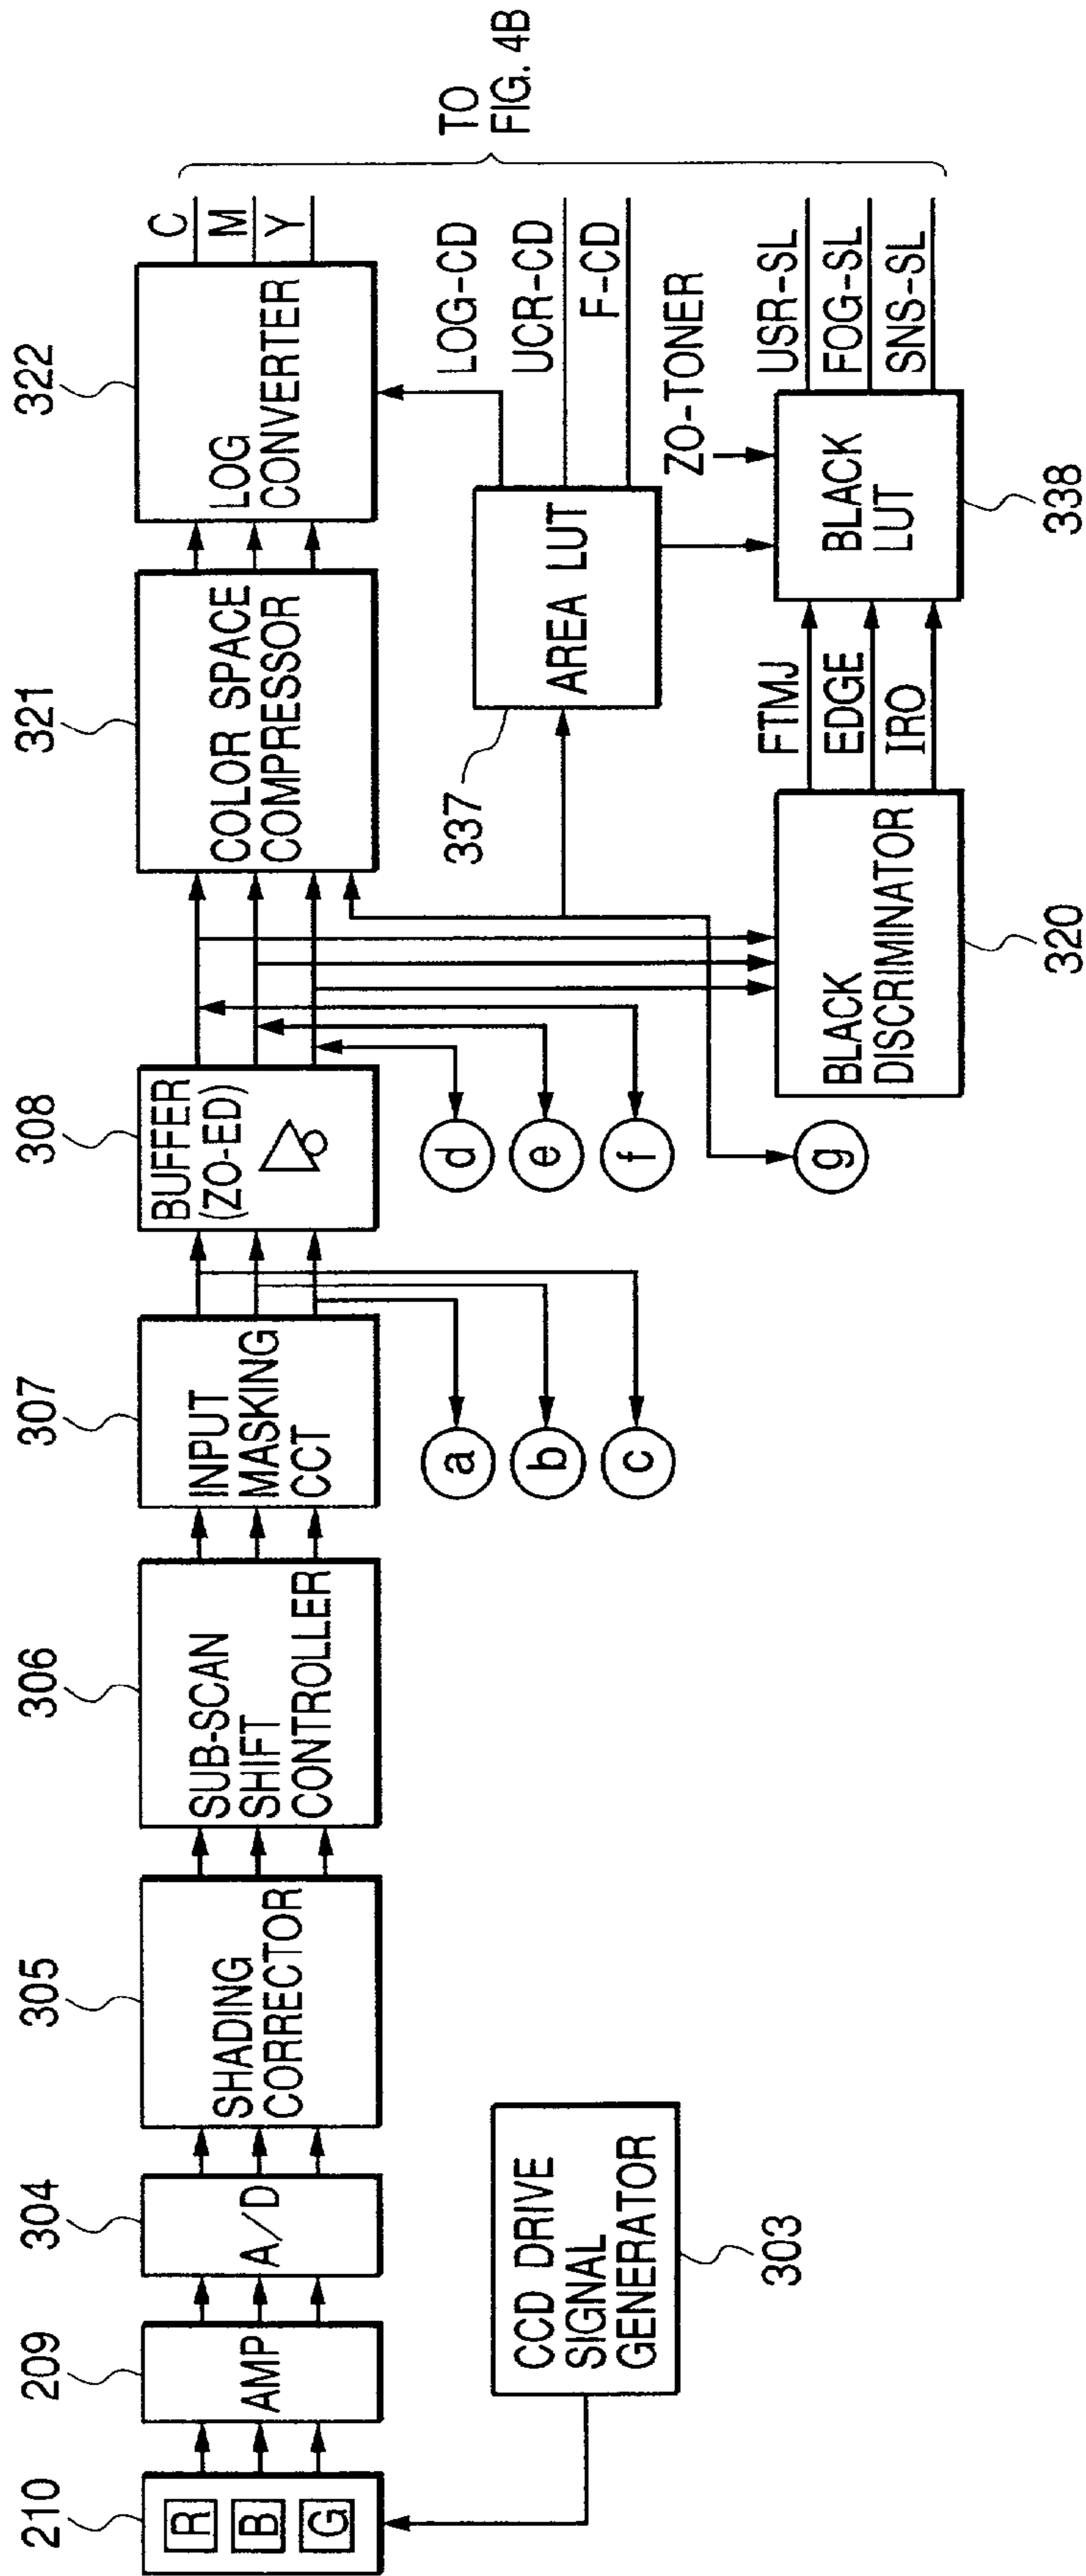 210
R
B
G
209
AMP
304
A/D
305
SHADING
CORRECTOR
306
SUB-SCAN
SHIFT
CONTROLLER
307
INPUT
MASKING
CCT
308
BUFFER
(ZO-ED)
321
COLOR SPACE
COMPRESSOR
322
LOG
CONVERTER
C
M
Y
TO
FIG. 4B
303
CCD DRIVE
SIGNAL
GENERATOR
a
b
c
d
e
f
g
337
AREA LUT
LOG-CD
UCR-CD
F-CD
ZO-TONER
320
BLACK
DISCRIMINATOR
FTMJ
EDGE
IRO
338
BLACK
LUT
USR-SL
FOG-SL
SNS-SL